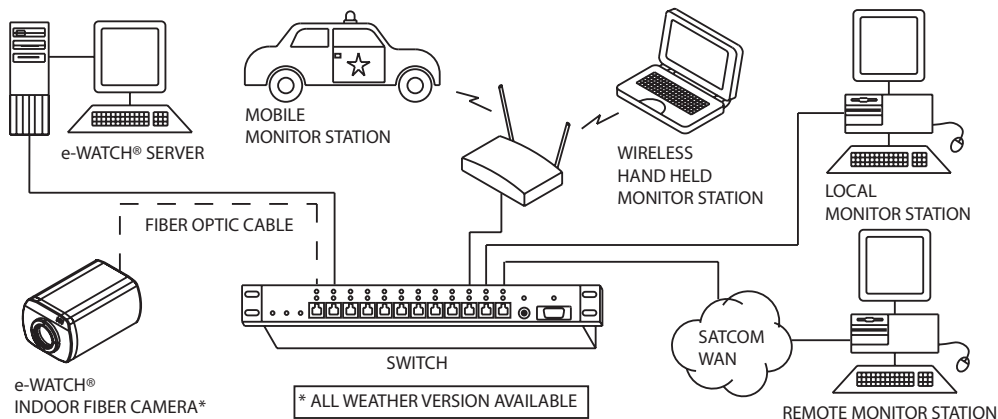 e-WATCH® SERVER
MOBILE
MONITOR STATION
WIRELESS
HAND HELD
MONITOR STATION
LOCAL
MONITOR STATION
FIBER OPTIC CABLE
e-WATCH®
INDOOR FIBER CAMERA*
SWITCH
* ALL WEATHER VERSION AVAILABLE
SATCOM
WAN
REMOTE MONITOR STATION